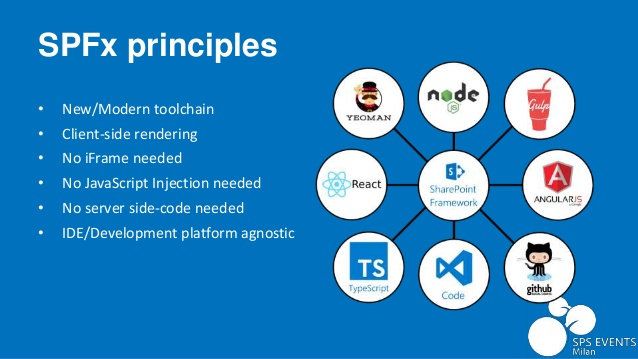 SPFx principles
• New/Modern toolchain
• Client-side rendering
• No iFrame needed
• No JavaScript Injection needed
• No server side-code needed
• IDE/Development platform agnostic
YEOMAN
node
JS
Gulp
React
SharePoint
Framework
ANGULARJS
TS
TypeScript
Code
github
SPS EVENTS
Milan